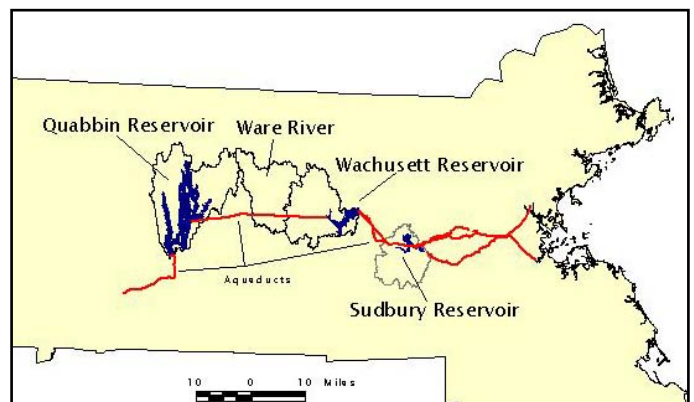 Quabbin Reservoir
Ware River
Wachusett Reservoir
Aqueducts
Sudbury Reservoir
10 0 10 Miles